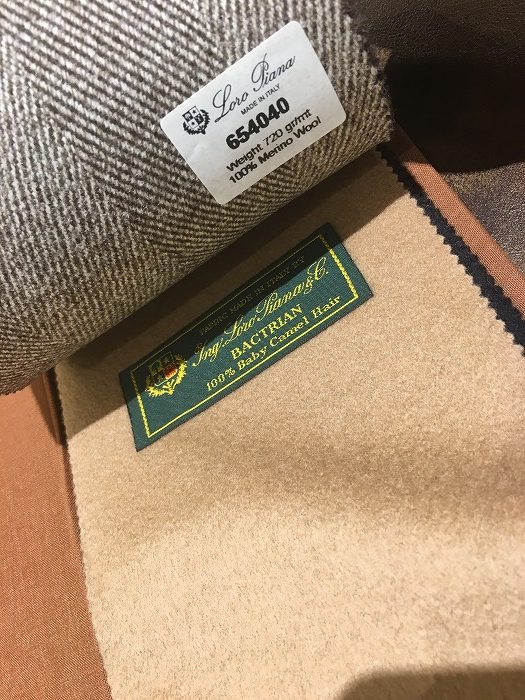 Loro Piana
MADE IN ITALY
654040
Weight 720 gr/mt
100% Merino Wool
FABRIC MADE IN ITALY BY
Ing. Loro Piana & C.
BACTRIAN
100% Baby Camel Hair